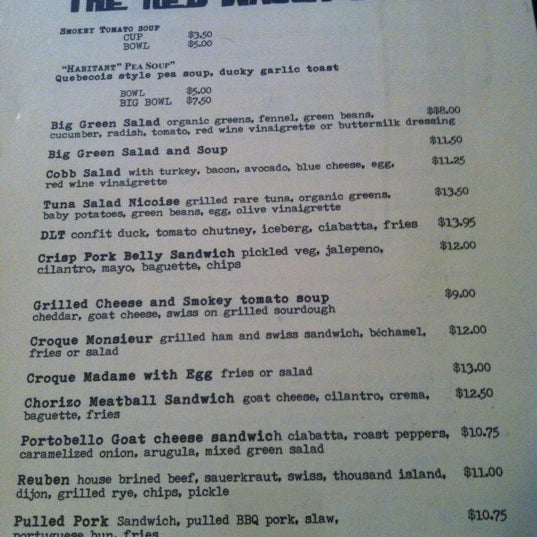 THE RED
SMOKEY TOMATO SOUP
CUP $3.50
BOWL $5.00
"HABITANT" PEA SOUP"
Quebecois style pea soup, ducky garlic toast
BOWL $5.00
BIG BOWL $7.50
Big Green Salad organic greens, fennel, green beans, $$8.00
cucumber, radish, tomato, red wine vinaigrette or buttermilk dressing
Big Green Salad and Soup $11.50
Cobb Salad with turkey, bacon, avocado, blue cheese, egg, $11.25
red wine vinaigrette
Tuna Salad Nicoise grilled rare tuna, organic greens, $13.50
baby potatoes, green beans, egg, olive vinaigrette
DLT confit duck, tomato chutney, iceberg, ciabatta, fries $13.95
Crisp Pork Belly Sandwich pickled veg, jalepeno, $12.00
cilantro, mayo, baguette, chips
Grilled Cheese and Smokey tomato soup $9.00
cheddar, goat cheese, swiss on grilled sourdough
Croque Monsieur grilled ham and swiss sandwich, béchamel, $12.00
fries or salad
Croque Madame with Egg fries or salad $13.00
Chorizo Meatball Sandwich goat cheese, cilantro, crema, $12.50
baguette, fries
Portobello Goat cheese sandwich ciabatta, roast peppers, $10.75
caramelized onion, arugula, mixed green salad
Reuben house brined beef, sauerkraut, swiss, thousand island, $11.00
dijon, grilled rye, chips, pickle
Pulled Pork Sandwich, pulled BBQ pork, slaw, $10.75
portuguese bun, fries